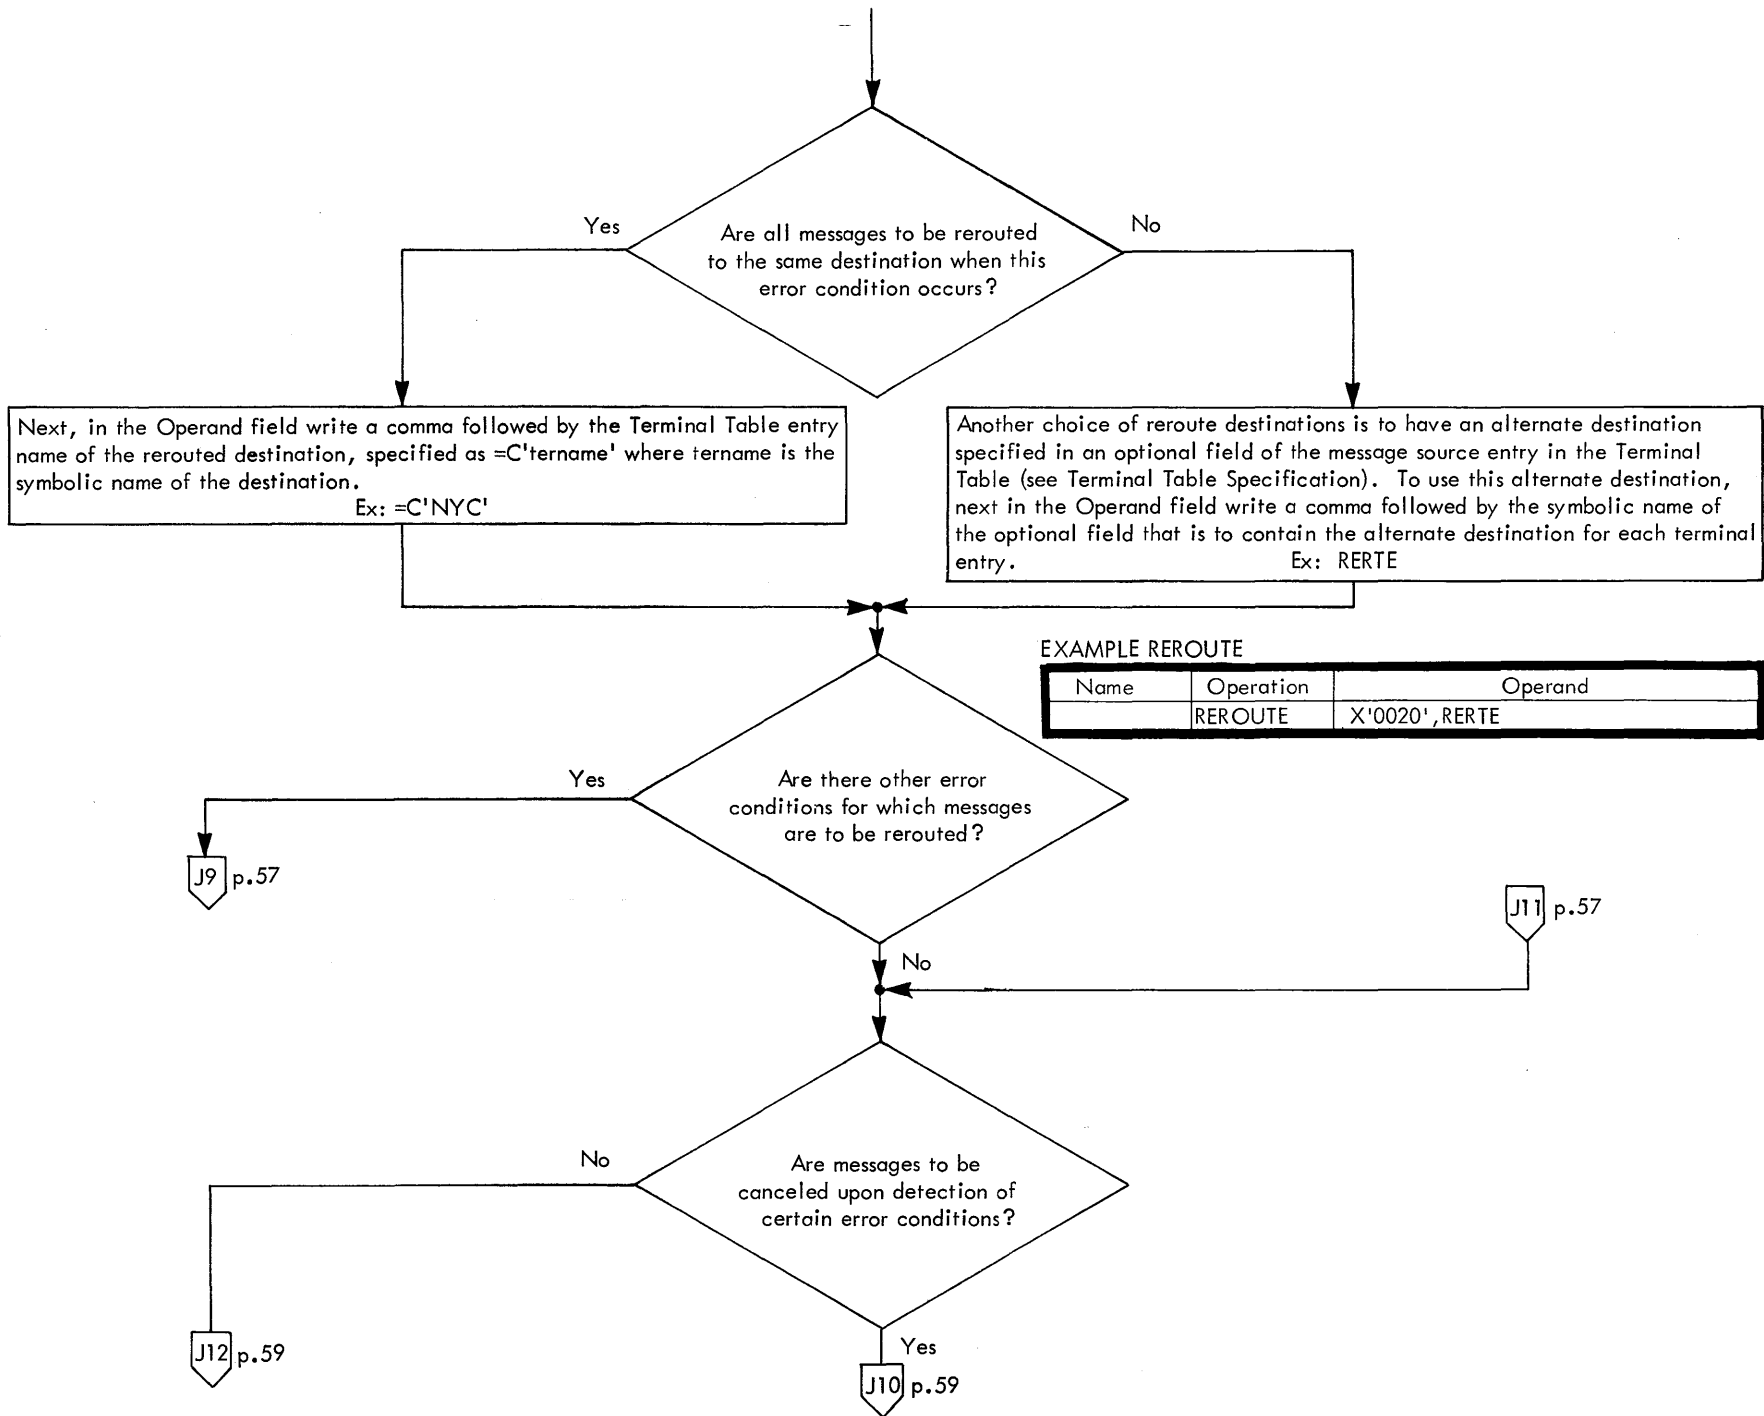 Yes
No
Are all messages to be rerouted
to the same destination when this
error condition occurs?
Next, in the Operand field write a comma followed by the Terminal Table entry
name of the rerouted destination, specified as =C'tername' where tername is the
symbolic name of the destination.
Ex: =C'NYC'
Another choice of reroute destinations is to have an alternate destination
specified in an optional field of the message source entry in the Terminal
Table (see Terminal Table Specification). To use this alternate destination,
next in the Operand field write a comma followed by the symbolic name of
the optional field that is to contain the alternate destination for each terminal
entry. Ex: RERTE
EXAMPLE REROUTE
Name Operation Operand
REROUTE X'0020',RERTE
Yes
Are there other error
conditions for which messages
are to be rerouted?
J9 p.57
J11 p.57
No
No
Are messages to be
canceled upon detection of
certain error conditions?
J12 p.59
Yes
J10 p.59